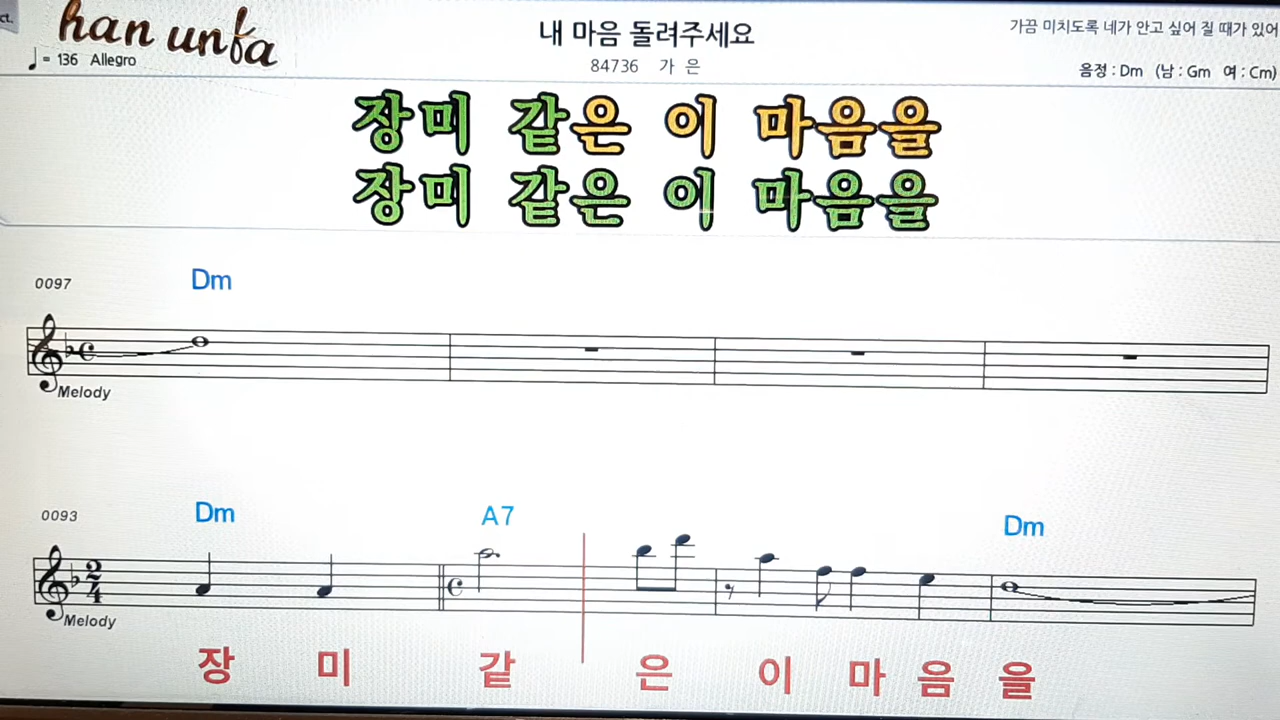 ct.
han unfa
♩= 136 Allegro
내 마음 돌려주세요
84736 가 은
가끔 미치도록 네가 안고 싶어 질 때가 있어
음정 : Dm (남 : Gm 여 : Cm)
장미 같은 이 마음을
장미 같은 이 마음을
0097
Dm
Melody
0093
Dm A7 Dm
2
4
Melody
장 미 같 은 이 마 음 을